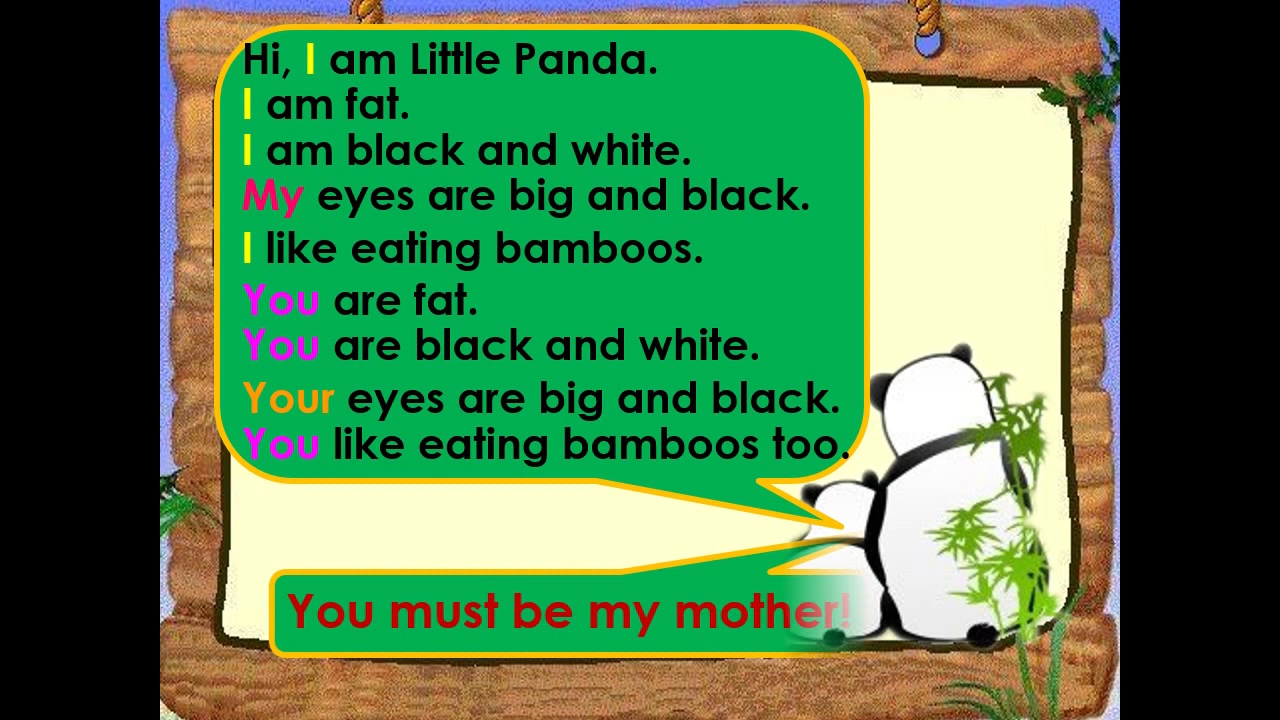 Hi, I am Little Panda.
I am fat.
I am black and white.
My eyes are big and black.
I like eating bamboos.
You are fat.
You are black and white.
Your eyes are big and black.
You like eating bamboos too.
You must be my mother!